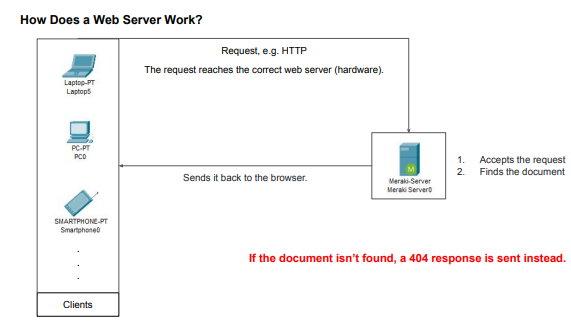 How Does a Web Server Work?
Request, e.g. HTTP
The request reaches the correct web server (hardware).
Laptop-PT
Laptop5
PC-PT
PC0
SMARTPHONE-PT
Smartphone0
.
.
.
Clients
Sends it back to the browser.
M
Meraki-Server
Meraki Server0
1. Accepts the request
2. Finds the document
If the document isn't found, a 404 response is sent instead.